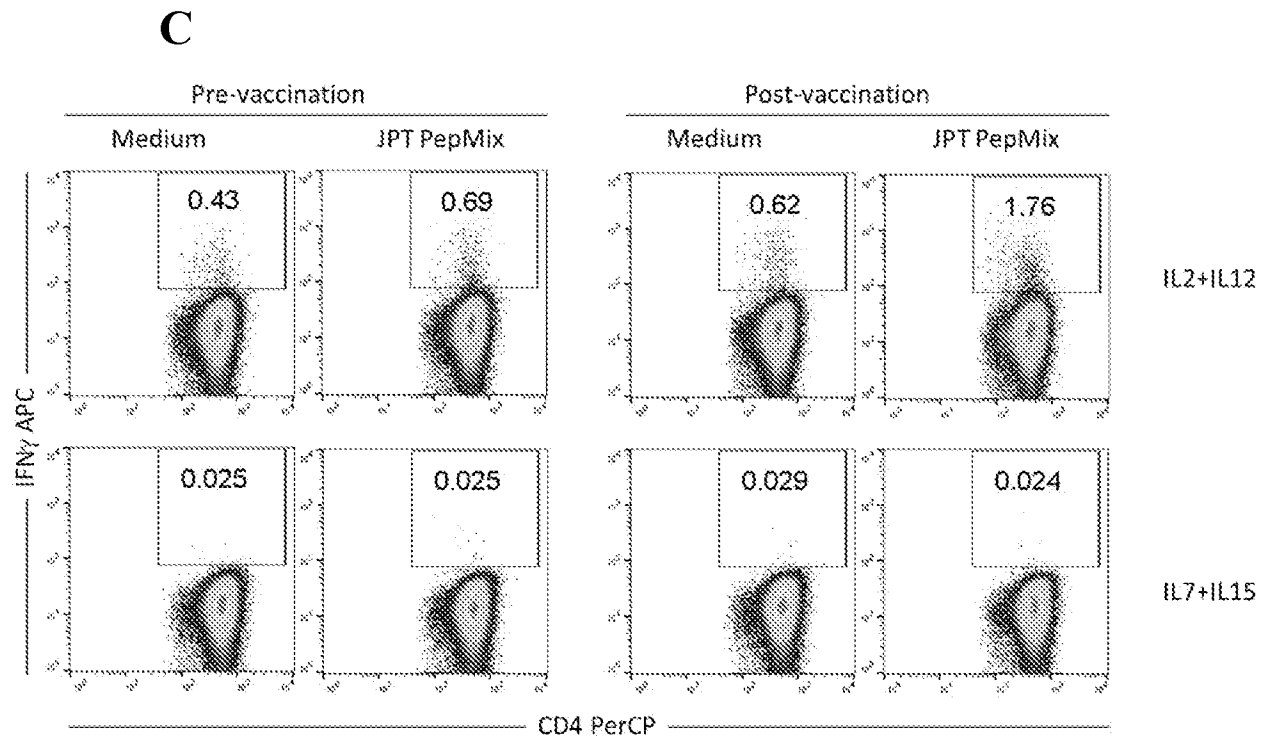 C
Pre-vaccination Post-vaccination
Medium JPT PepMix Medium JPT PepMix
0.43 0.69 0.62 1.76
IL2+IL12
IFNγ APC
0.025 0.025 0.029 0.024
IL7+IL15
CD4 PerCP